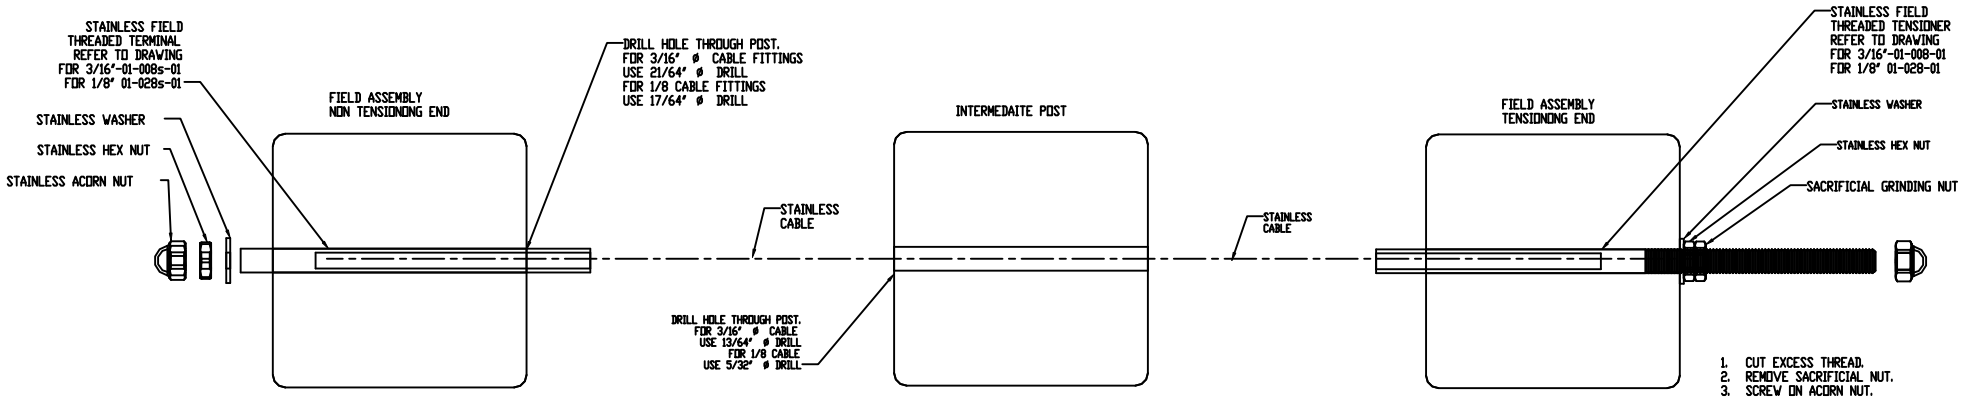 STAINLESS FIELD
THREADED TERMINAL
REFER TO DRAWING
FOR 3/16"-01-008s-01
FOR 1/8" 01-028s-01
STAINLESS WASHER
STAINLESS HEX NUT
STAINLESS ACORN NUT
FIELD ASSEMBLY
NON TENSIONONG END
DRILL HOLE THROUGH POST.
FOR 3/16" ø CABLE FITTINGS
USE 21/64" ø DRILL
FOR 1/8 CABLE FITTINGS
USE 17/64" ø DRILL
STAINLESS
CABLE
INTERMEDAITE POST
DRILL HOLE THROUGH POST.
FOR 3/16" ø CABLE
USE 13/64" ø DRILL
FOR 1/8 CABLE
USE 5/32" ø DRILL
STAINLESS
CABLE
FIELD ASSEMBLY
TENSIONONG END
STAINLESS FIELD
THREADED TENSIONER
REFER TO DRAWING
FOR 3/16"-01-008-01
FOR 1/8" 01-028-01
STAINLESS WASHER
STAINLESS HEX NUT
SACRIFICIAL GRINDING NUT
1. CUT EXCESS THREAD.
2. REMOVE SACRIFICIAL NUT.
3. SCREW ON ACORN NUT.